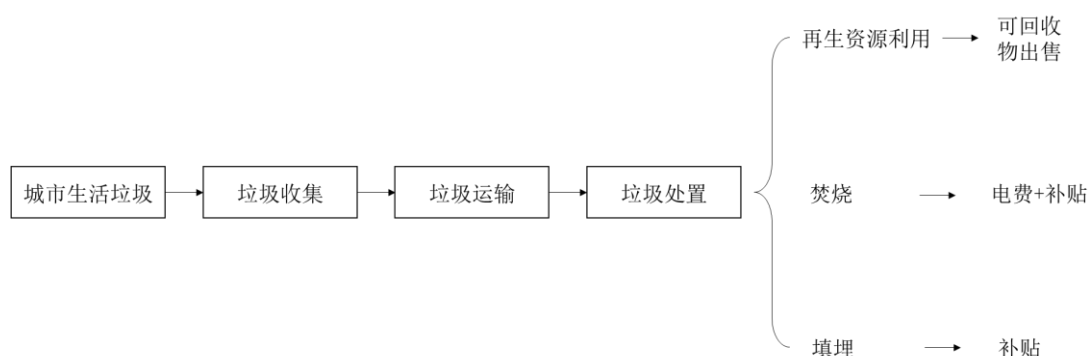 再生资源利用
可回收
物出售
城市生活垃圾
垃圾收集
垃圾运输
垃圾处置
焚烧
电费+补贴
填埋
补贴